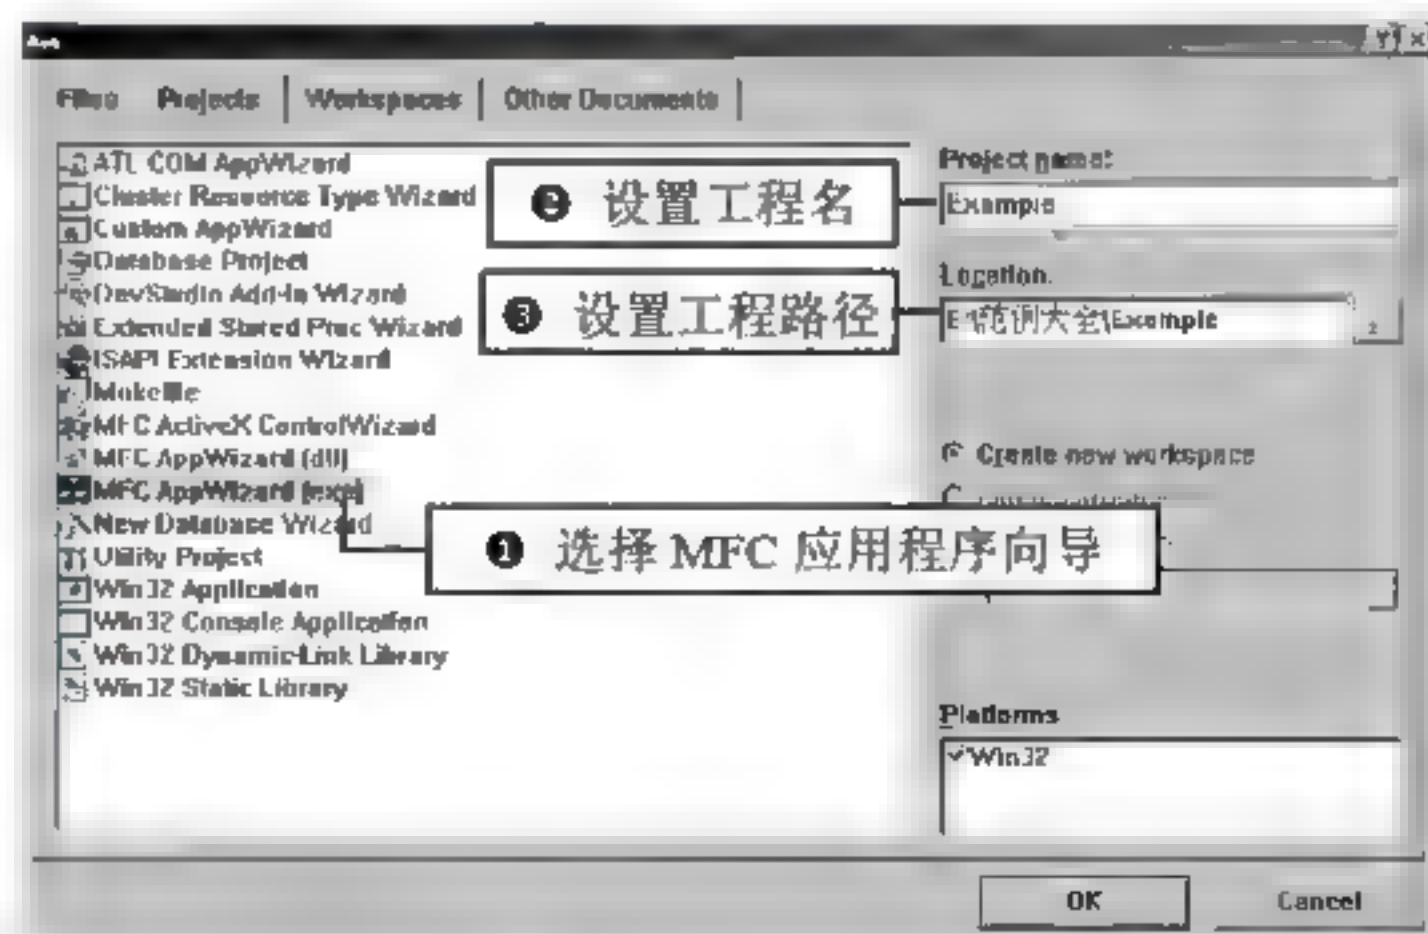 Files Projects Workspaces Other Documents
ATL COM AppWizard
Cluster Resource Type Wizard
Custom AppWizard
Database Project
DevStudio Add-in Wizard
Extended Stored Proc Wizard
ISAPI Extension Wizard
Makefile
MFC ActiveX ControlWizard
MFC AppWizard (dll)
MFC AppWizard (exe)
New Database Wizard
Utility Project
Win32 Application
Win32 Console Application
Win32 Dynamic-Link Library
Win32 Static Library
❷ 设置工程名
❸ 设置工程路径
❶ 选择 MFC 应用程序向导
Project name:
Example
Location:
E:\范例大全\Example
Create new workspace
Platforms
Win32
OK Cancel